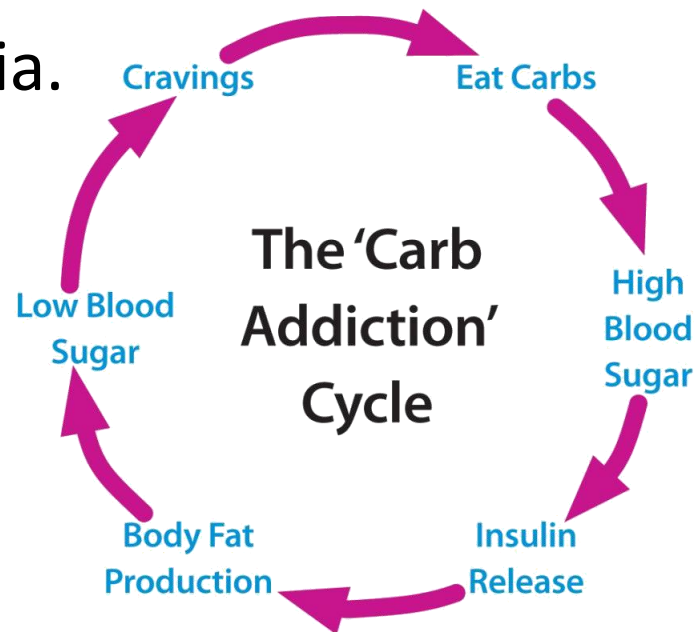 ia.
Cravings
Eat Carbs
High
Blood
Sugar
Insulin
Release
Body Fat
Production
Low Blood
Sugar
The ‘Carb
Addiction’
Cycle